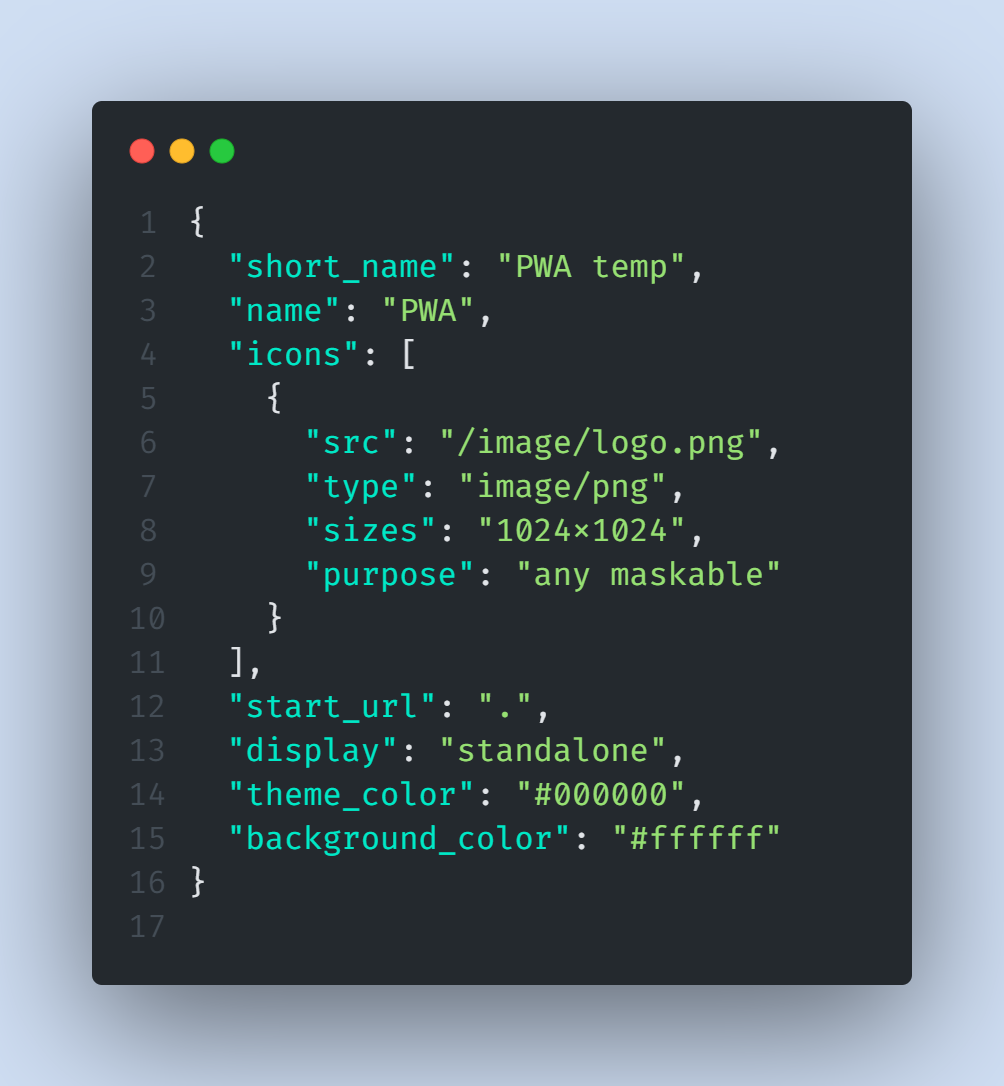 1 {
2   "short_name": "PWA temp",
3   "name": "PWA",
4   "icons": [
5     {
6       "src": "/image/logo.png",
7       "type": "image/png",
8       "sizes": "1024×1024",
9       "purpose": "any maskable"
10     }
11   ],
12   "start_url": ".",
13   "display": "standalone",
14   "theme_color": "#000000",
15   "background_color": "#ffffff"
16 }
17